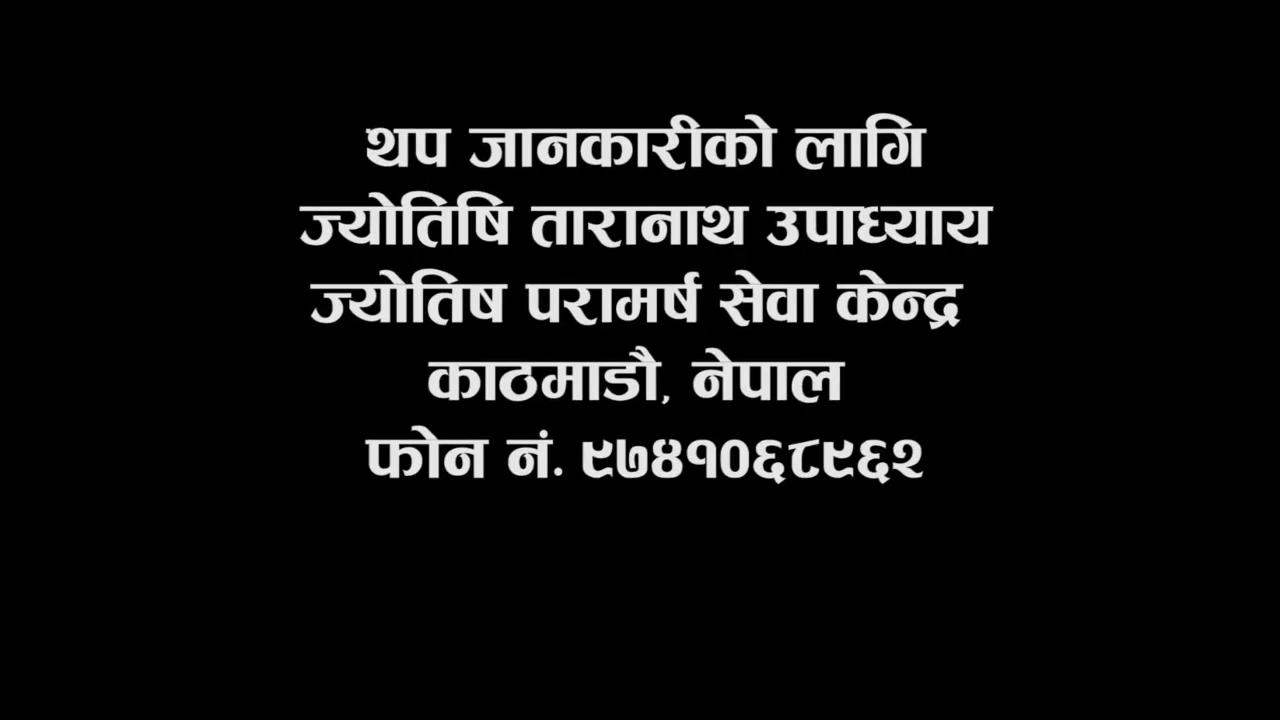 थप जानकारीको लागि
ज्योतिषि तारानाथ उपाध्याय
ज्योतिष परामर्ष सेवा केन्द्र
काठमाडौ, नेपाल
फोन नं. ९७४१०६८९६२